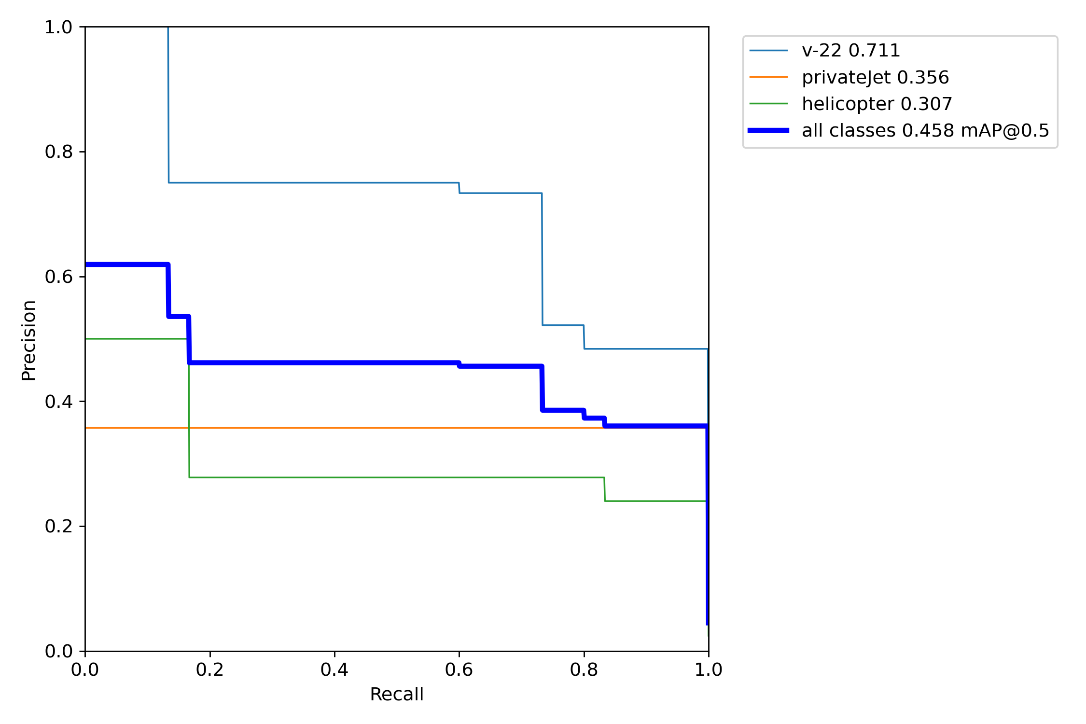 1.0
0.8
0.6
0.4
0.2
0.0
Precision
0.0 0.2 0.4 0.6 0.8 1.0
Recall
v-22 0.711
privateJet 0.356
helicopter 0.307
all classes 0.458 mAP@0.5